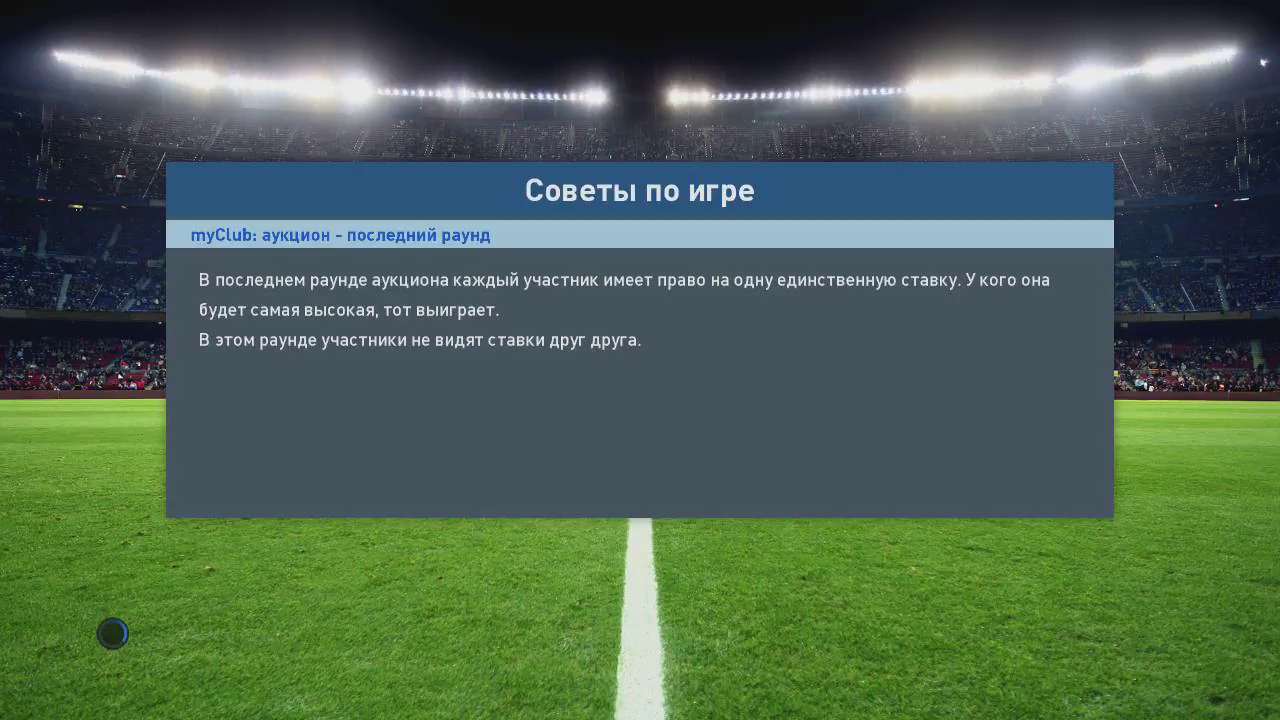 Советы по игре
myClub: аукцион - последний раунд
В последнем раунде аукциона каждый участник имеет право на одну единственную ставку. У кого она
будет самая высокая, тот выиграет.
В этом раунде участники не видят ставки друг друга.